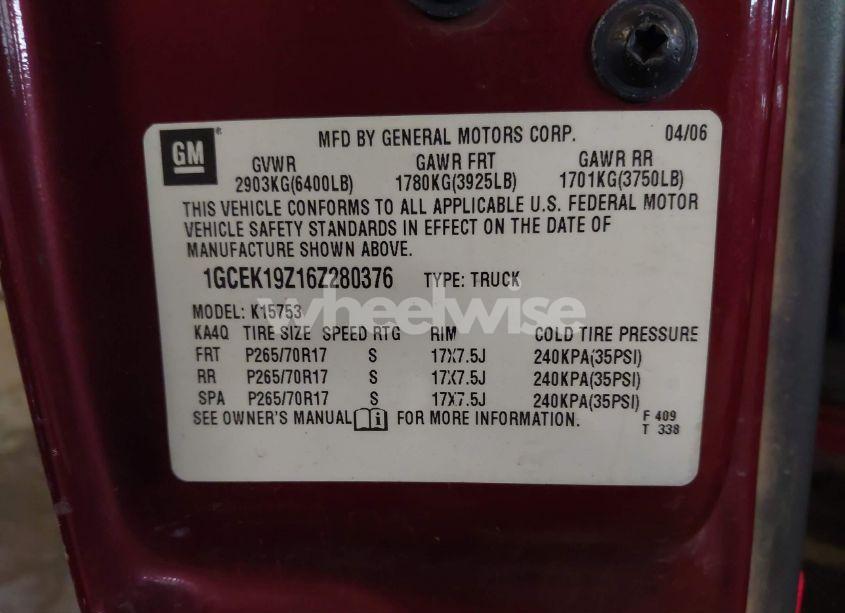 GM
MFD BY GENERAL MOTORS CORP. 04/06
GVWR GAWR FRT GAWR RR
2903KG(6400LB) 1780KG(3925LB) 1701KG(3750LB)
THIS VEHICLE CONFORMS TO ALL APPLICABLE U.S. FEDERAL MOTOR
VEHICLE SAFETY STANDARDS IN EFFECT ON THE DATE OF
MANUFACTURE SHOWN ABOVE.
1GCEK19Z16Z280376 TYPE: TRUCK
wheelwise
MODEL: K15753
KA4Q TIRE SIZE SPEED RTG RIM COLD TIRE PRESSURE
FRT P265/70R17 S 17X7.5J 240KPA(35PSI)
RR P265/70R17 S 17X7.5J 240KPA(35PSI)
SPA P265/70R17 S 17X7.5J 240KPA(35PSI)
SEE OWNER'S MANUAL FOR MORE INFORMATION. F 409
T 338